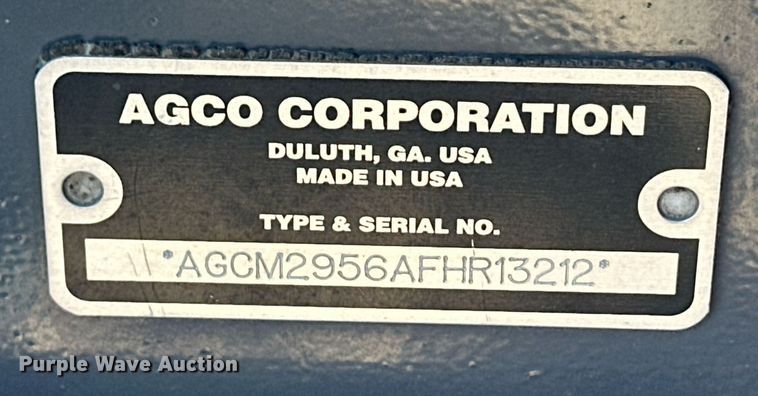 AGCO CORPORATION
DULUTH, GA. USA
MADE IN USA
TYPE & SERIAL NO.
*AGCM2956AFHR13212*
Purple Wave Auction